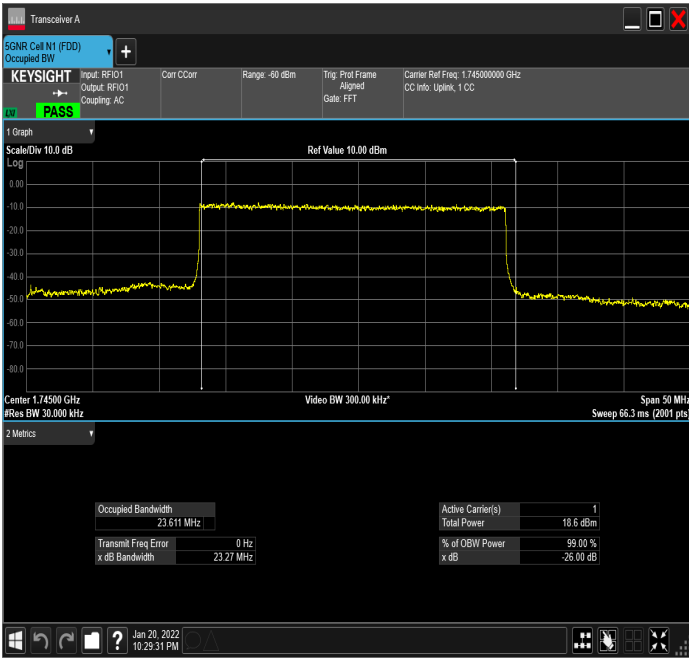 Transceiver A
5GNR Cell N1 (FDD)
Occupied BW
+
KEYSIGHT
PASS
Input: RFIO1
Output: RFIO1
Coupling: AC
Corr CCorr
Range: -60 dBm
Trig: Prot Frame
Aligned
Gate: FFT
Carrier Ref Freq: 1.745000000 GHz
CC Info: Uplink, 1 CC
1 Graph
Scale/Div 10.0 dB
Ref Value 10.00 dBm
Log
0.00
-10.0
-20.0
-30.0
-40.0
-50.0
-60.0
-70.0
-80.0
Center 1.74500 GHz
Video BW 300.00 kHz*
Span 50 MHz
#Res BW 30.000 kHz
Sweep 66.3 ms (2001 pts)
2 Metrics
Occupied Bandwidth
23.611 MHz
Transmit Freq Error 0 Hz
x dB Bandwidth 23.27 MHz
Active Carrier(s) 1
Total Power 18.6 dBm
% of OBW Power 99.00 %
x dB -26.00 dB
?
Jan 20, 2022
10:29:31 PM